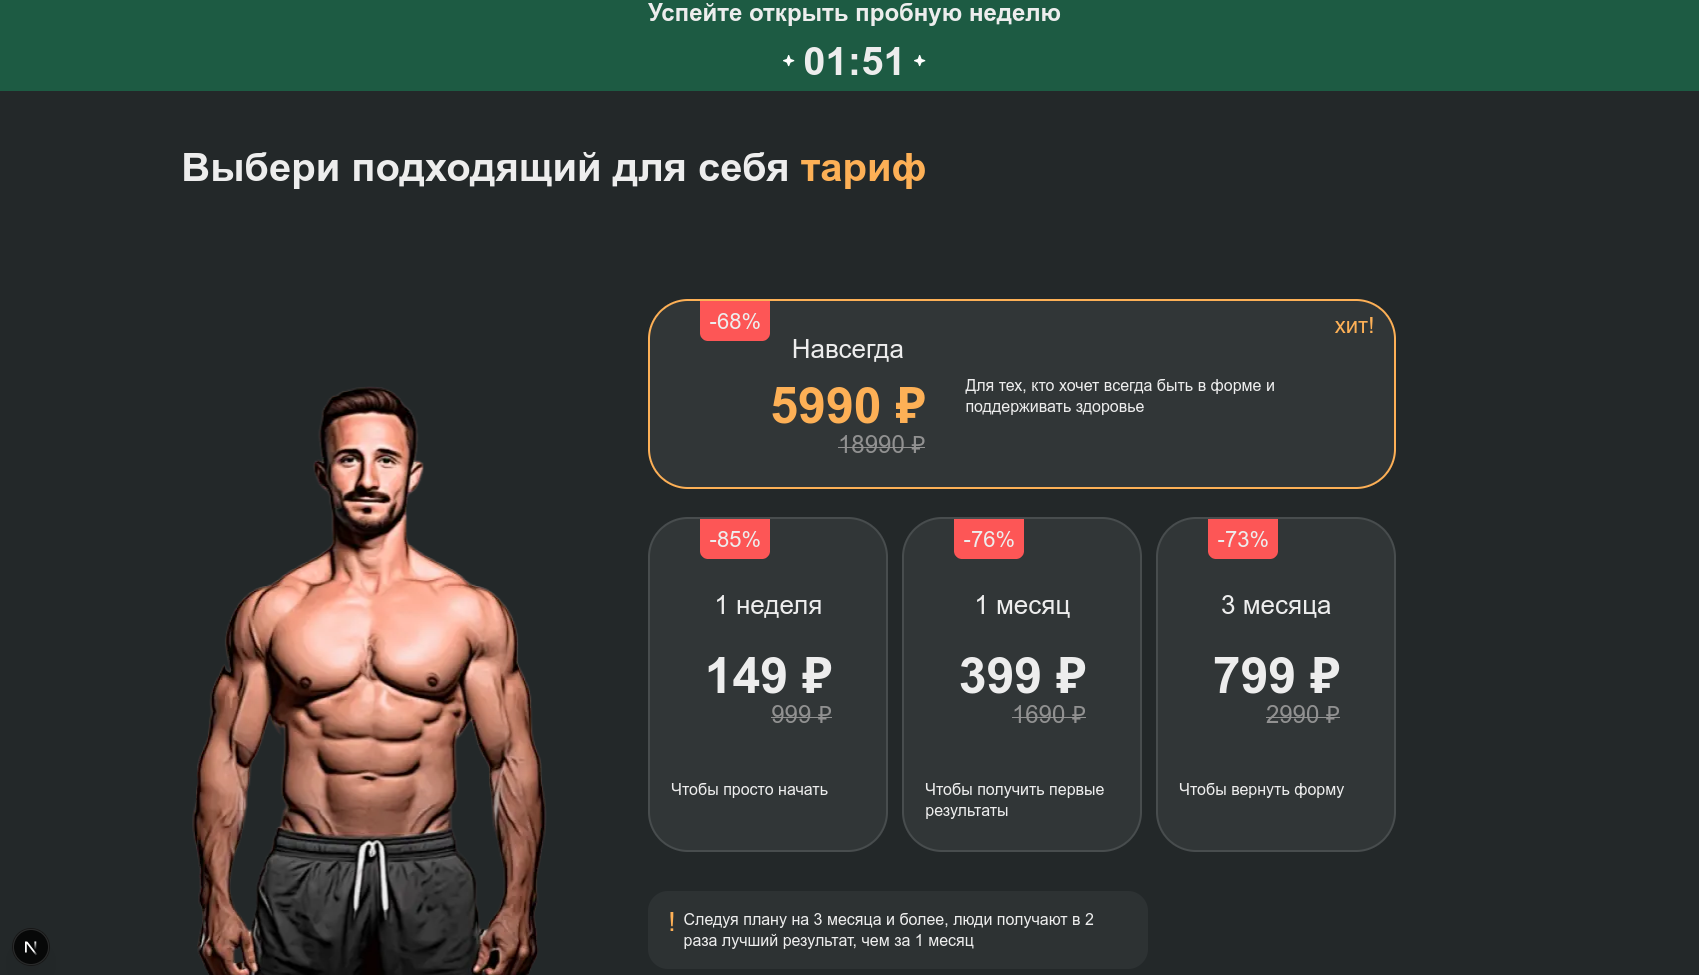 Успейте открыть пробную неделю
01:51
Выбери подходящий для себя тариф
-68%
хит!
Навсегда
5990 ₽
18990 ₽
Для тех, кто хочет всегда быть в форме и
поддерживать здоровье
-85%
1 неделя
149 ₽
999 ₽
Чтобы просто начать
-76%
1 месяц
399 ₽
1690 ₽
Чтобы получить первые
результаты
-73%
3 месяца
799 ₽
2990 ₽
Чтобы вернуть форму
! Следуя плану на 3 месяца и более, люди получают в 2
раза лучший результат, чем за 1 месяц
N